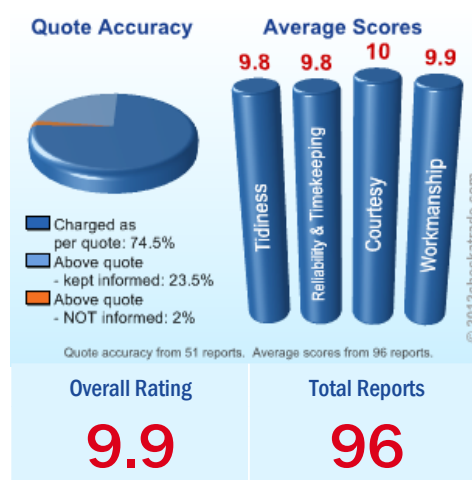 Quote Accuracy
Average Scores
9.8
9.8
10
9.9
Tidiness
Reliability & Timekeeping
Courtesy
Workmanship
Charged as
per quote: 74.5%
Above quote
- kept informed: 23.5%
Above quote
- NOT informed: 2%
© 2013checkatrade.com
Quote accuracy from 51 reports. Average scores from 96 reports.
Overall Rating
Total Reports
9.9
96